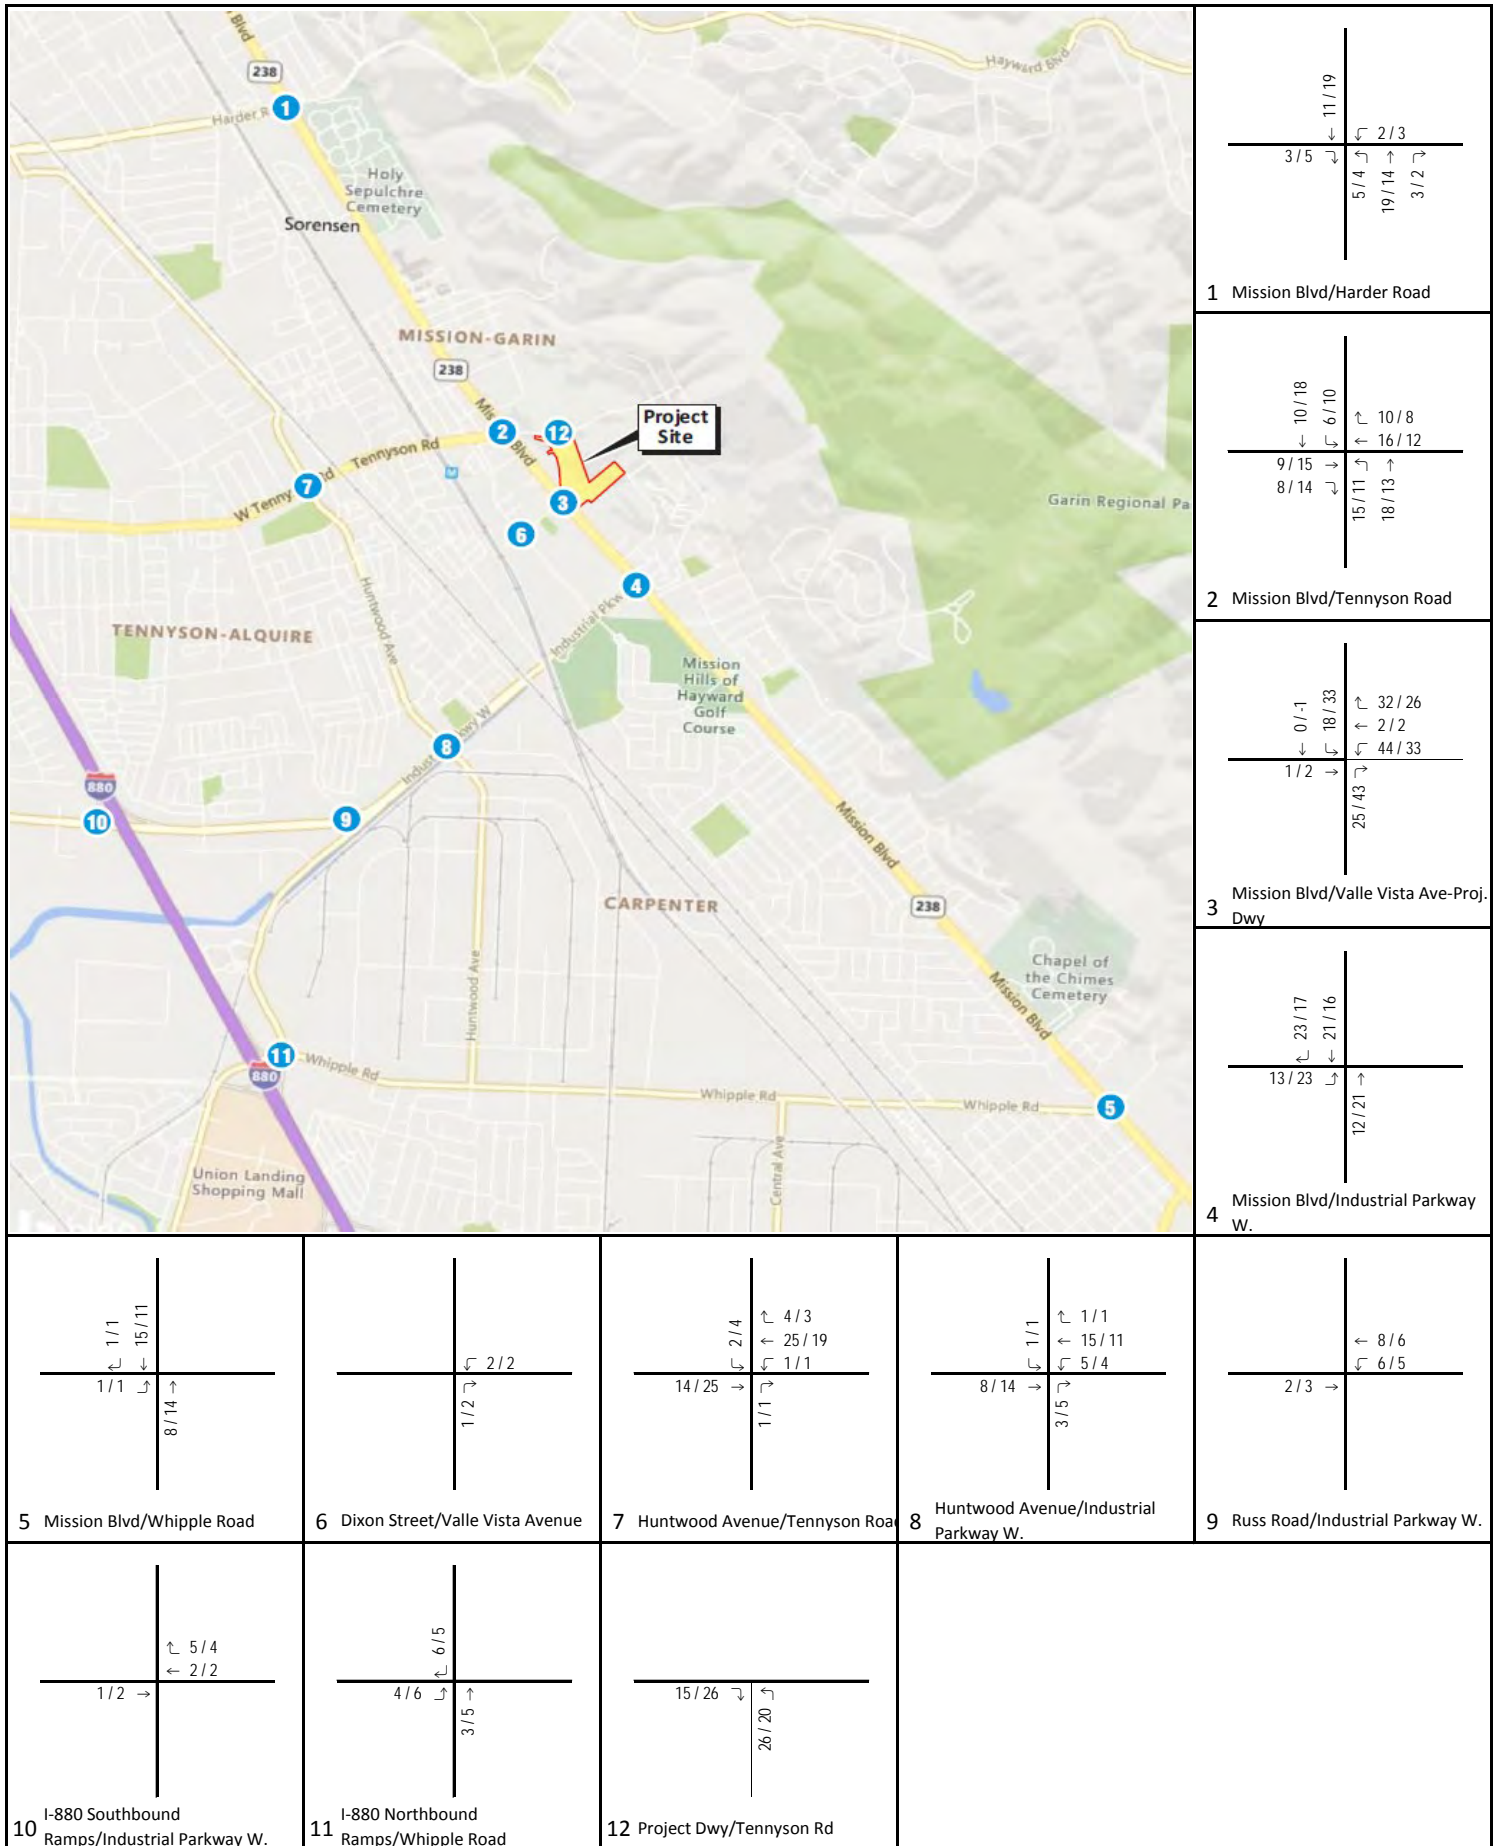 Blvd
238
1
Harder R
Hayward Blvd
Holy
Sepulchre
Cemetery
Sorensen
MISSION-GARIN
238
Mis
Blvd
2
12
Project
Site
Tennyson Rd
7
W Tenny
d
M
3
6
Garin Regional Pa
4
Industrial Pkw
Huntwood Ave
TENNYSON-ALQUIRE
Mission
Hills of
Hayward
Golf
Course
8
Indust
kwy W
880
10
9
Mission Blvd
CARPENTER
238
Chapel of
the Chimes
Cemetery
Mission Blvd
Huntwood Ave
11
880
Whipple Rd
Whipple Rd
Whipple Rd
5
Central Ave
Union Landing
Shopping Mall
11 / 19
↓ ↰ 2 / 3
3 / 5 ↴ ↰ ↑ ↱
5 / 4
19 / 14
3 / 2
1 Mission Blvd/Harder Road
10 / 18
6 / 10
10 / 8
← 16 / 12
9 / 15 →
8 / 14
15 / 11
18 / 13
2 Mission Blvd/Tennyson Road
0 / -1
18 / 33
32 / 26
← 2 / 2
44 / 33
1 / 2 →
25 / 43
3 Mission Blvd/Valle Vista Ave-Proj.
Dwy
23 / 17
21 / 16
13 / 23
12 / 21
4 Mission Blvd/Industrial Parkway
W.
1 / 1
15 / 11
1 / 1
8 / 14
5 Mission Blvd/Whipple Road
2 / 2
1 / 2
6 Dixon Street/Valle Vista Avenue
2 / 4
4 / 3
← 25 / 19
1 / 1
14 / 25 →
1 / 1
7 Huntwood Avenue/Tennyson Road
1 / 1
1 / 1
← 15 / 11
5 / 4
8 / 14 →
3 / 5
8 Huntwood Avenue/Industrial
Parkway W.
← 8 / 6
6 / 5
2 / 3 →
9 Russ Road/Industrial Parkway W.
5 / 4
← 2 / 2
1 / 2 →
10 I-880 Southbound
Ramps/Industrial Parkway W.
6 / 5
4 / 6
3 / 5
11 I-880 Northbound
Ramps/Whipple Road
15 / 26
26 / 20
12 Project Dwy/Tennyson Rd